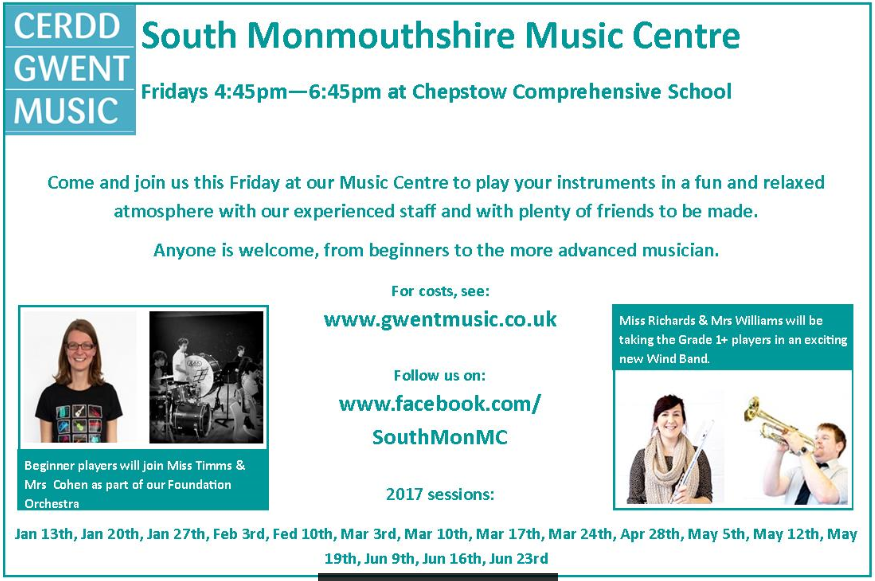 CERDD
GWENT
MUSIC
South Monmouthshire Music Centre
Fridays 4:45pm—6:45pm at Chepstow Comprehensive School
Come and join us this Friday at our Music Centre to play your instruments in a fun and relaxed
atmosphere with our experienced staff and with plenty of friends to be made.
Anyone is welcome, from beginners to the more advanced musician.
For costs, see:
www.gwentmusic.co.uk
Follow us on:
www.facebook.com/
SouthMonMC
2017 sessions:
Beginner players will join Miss Timms &
Mrs Cohen as part of our Foundation
Orchestra
Miss Richards & Mrs Williams will be
taking the Grade 1+ players in an exciting
new Wind Band.
Jan 13th, Jan 20th, Jan 27th, Feb 3rd, Fed 10th, Mar 3rd, Mar 10th, Mar 17th, Mar 24th, Apr 28th, May 5th, May 12th, May
19th, Jun 9th, Jun 16th, Jun 23rd